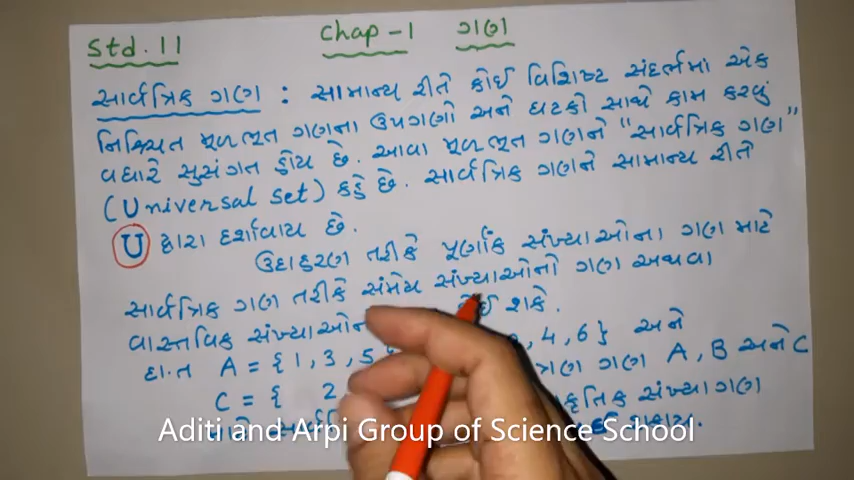 Std. 11 Chap-1 ગણ
સાર્વત્રિક ગણ : સામાન્ય રીતે કોઈ વિશિષ્ટ સંદર્ભમાં એક
નિશ્ચિત મૂળભૂત ગણના ઉપગણો અને ઘટકો સાથે કામ કરવું
વધારે સુસંગત હોય છે. આવા મૂળભૂત ગણને "સાર્વત્રિક ગણ"
(Universal set) કહે છે. સાર્વત્રિક ગણને સામાન્ય રીતે
U દ્વારા દર્શાવાય છે.
ઉદાહરણ તરીકે પૂર્ણાંક સંખ્યાઓના ગણ માટે
સાર્વત્રિક ગણ તરીકે સંમેય સંખ્યાઓનો ગણ અથવા
વાસ્તવિક શકે.
દા.ત A = {1, 3, 5 4, 6} અને
C = { 2 ગણ A, B અને C
સંખ્યા ગણ
Aditi and Arpi Group of Science School